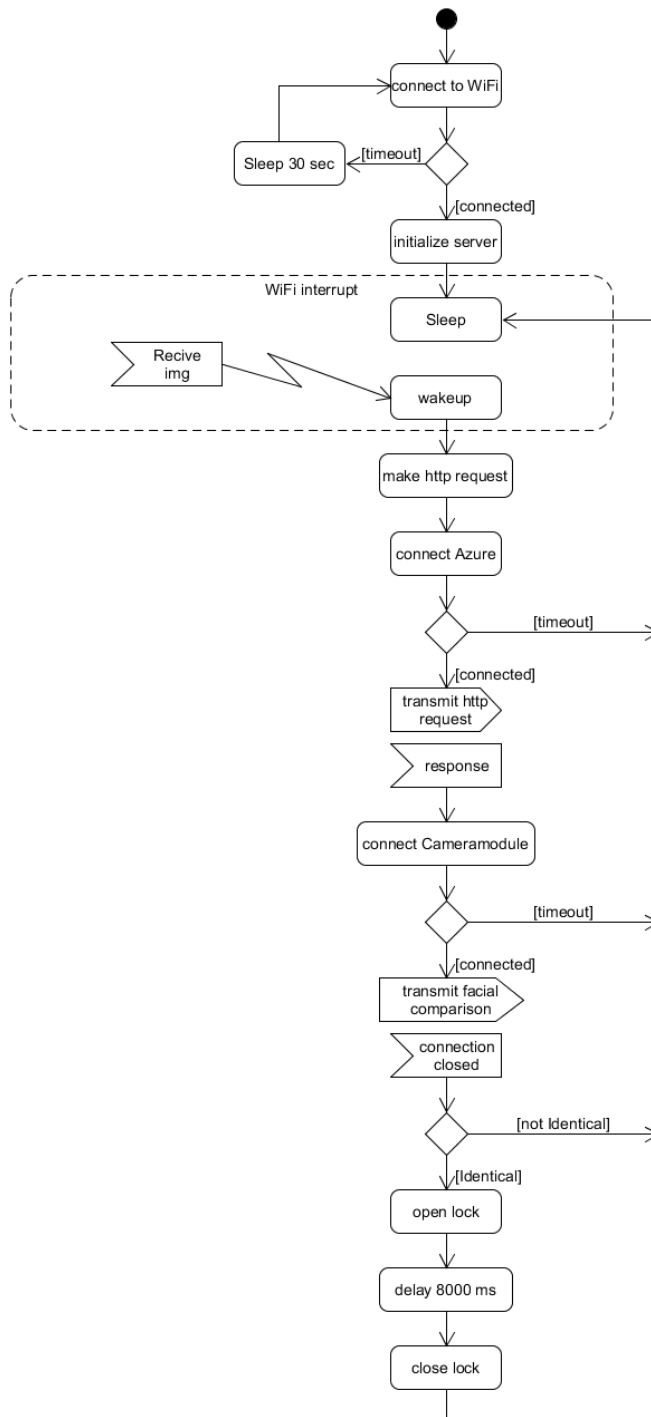 connect to WiFi
[timeout]
Sleep 30 sec
[connected]
initialize server
WiFi interrupt
Sleep
Recive
img
wakeup
make http request
connect Azure
[timeout]
[connected]
transmit http
request
response
connect Cameramodule
[timeout]
[connected]
transmit facial
comparison
connection
closed
[not Identical]
[Identical]
open lock
delay 8000 ms
close lock